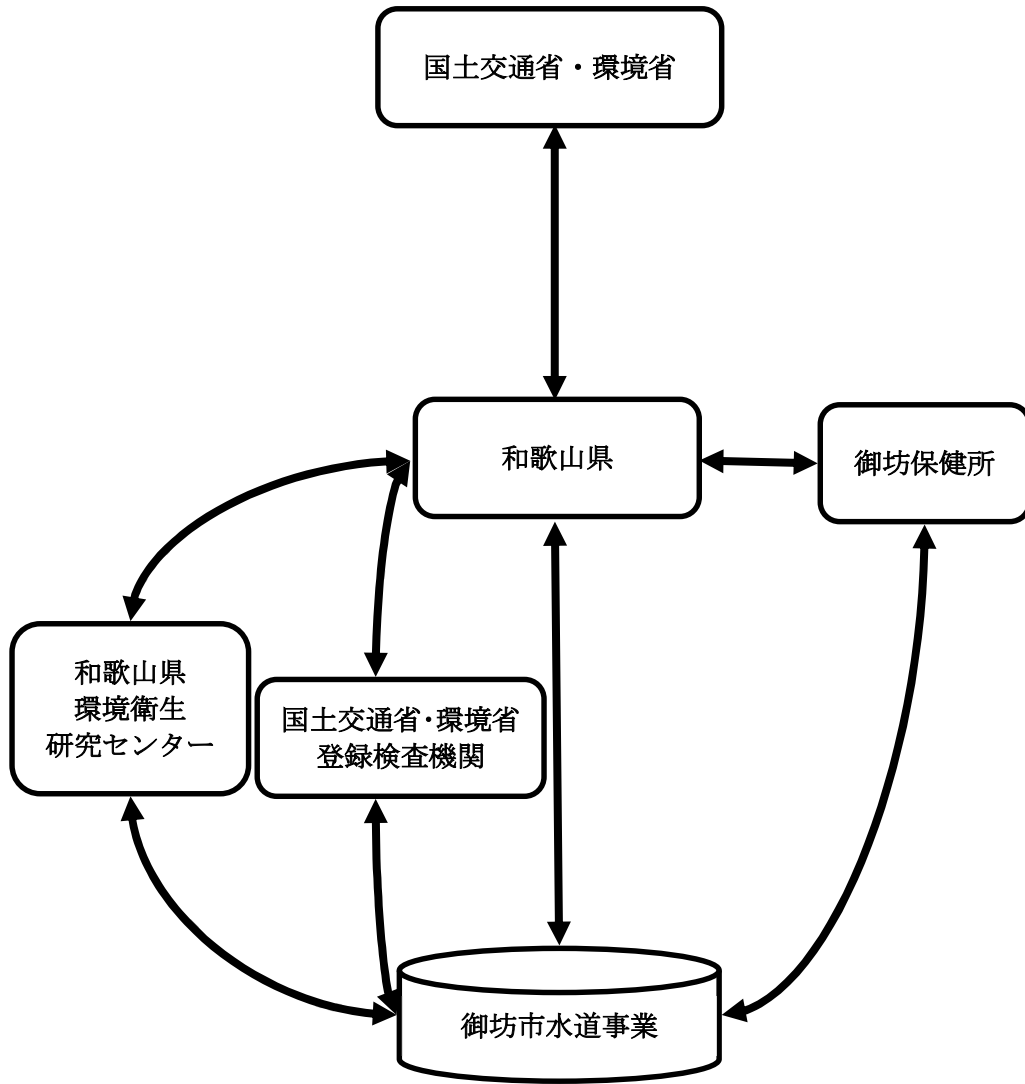 国土交通省・環境省
和歌山県
御坊保健所
和歌山県
環境衛生
研究センター
国土交通省・環境省
登録検査機関
御坊市水道事業